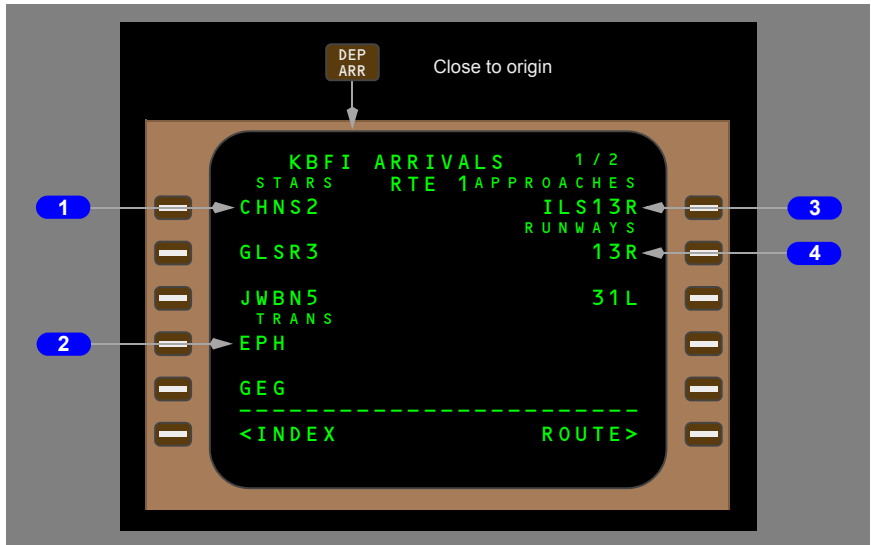 DEP
ARR
Close to origin
KBFI ARRIVALS 1/2
STARS RTE 1 APPROACHES
1 CHNS2 ILS13R 3
RUNWAYS
GLSR3 13R 4
JWBN5 31L
TRANS
2 EPH
GEG
------------------------
<INDEX ROUTE>